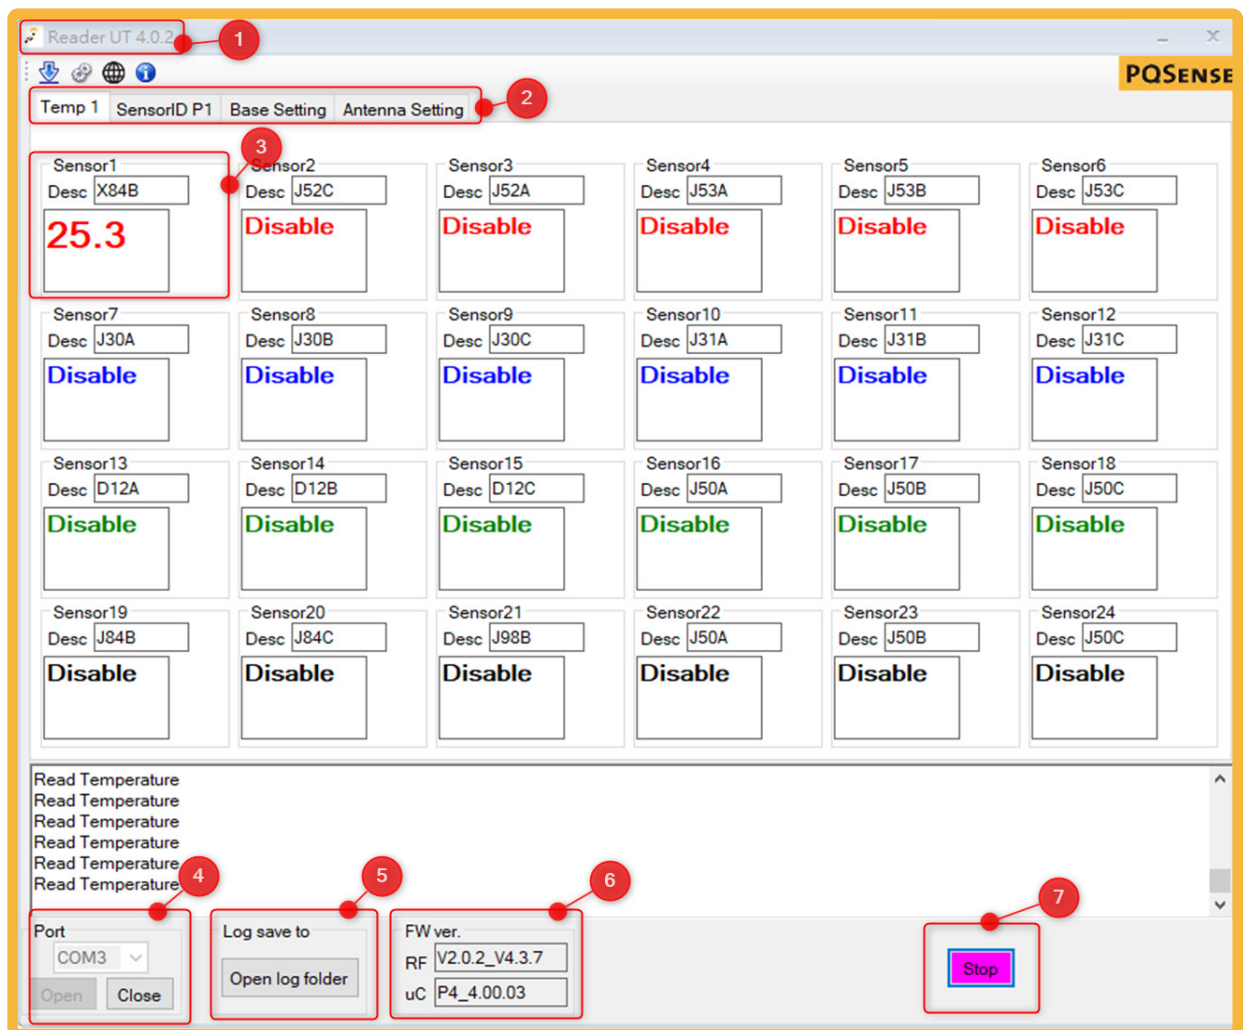 Reader UT 4.0.2
1
PQSENSE
Temp 1 SensorID P1 Base Setting Antenna Setting
2
3
Sensor1 Sensor2 Sensor3 Sensor4 Sensor5 Sensor6
Desc X84B Desc J52C Desc J52A Desc J53A Desc J53B Desc J53C
25.3 Disable Disable Disable Disable Disable
Sensor7 Sensor8 Sensor9 Sensor10 Sensor11 Sensor12
Desc J30A Desc J30B Desc J30C Desc J31A Desc J31B Desc J31C
Disable Disable Disable Disable Disable Disable
Sensor13 Sensor14 Sensor15 Sensor16 Sensor17 Sensor18
Desc D12A Desc D12B Desc D12C Desc J50A Desc J50B Desc J50C
Disable Disable Disable Disable Disable Disable
Sensor19 Sensor20 Sensor21 Sensor22 Sensor23 Sensor24
Desc J84B Desc J84C Desc J98B Desc J50A Desc J50B Desc J50C
Disable Disable Disable Disable Disable Disable
Read Temperature
Read Temperature
Read Temperature
Read Temperature
Read Temperature
Read Temperature
4
5
6
7
Port
COM3
Open Close
Log save to
Open log folder
FW ver.
RF V2.0.2_V4.3.7
uC P4_4.00.03
Stop